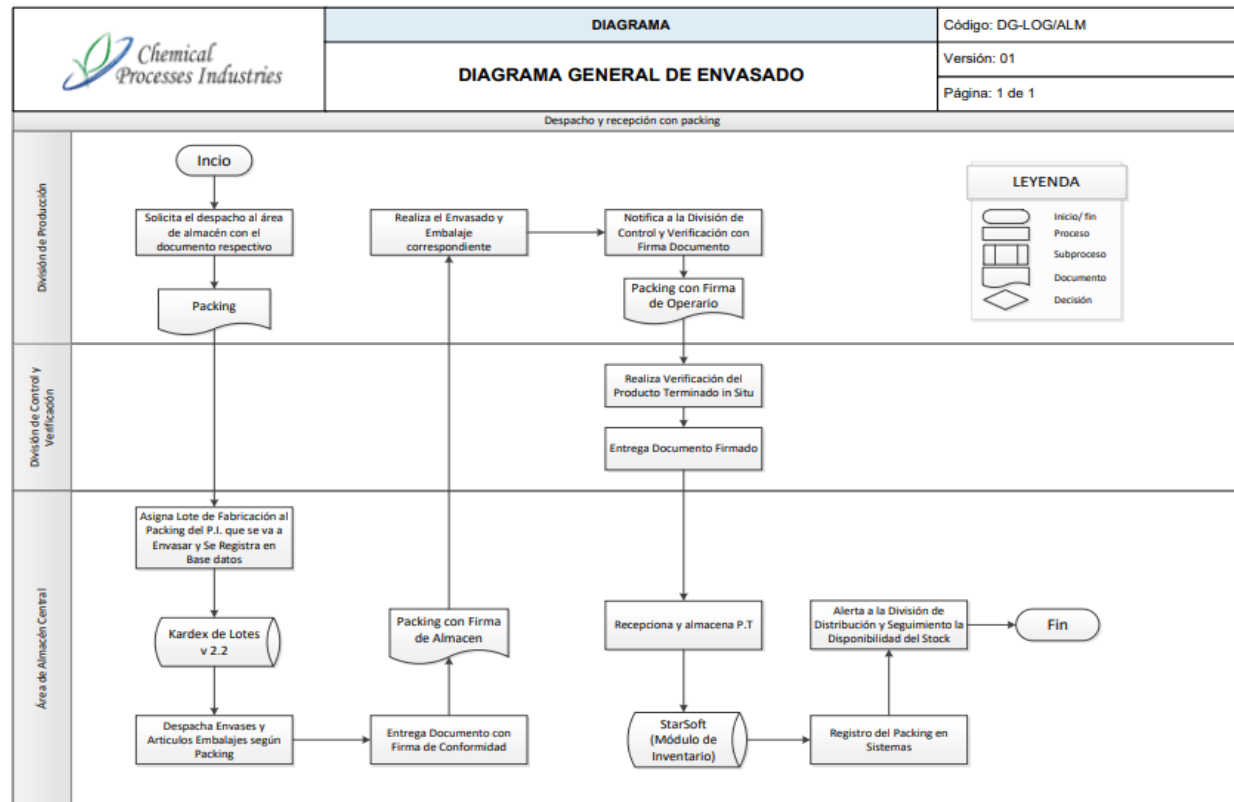 Chemical
Processes Industries
DIAGRAMA
DIAGRAMA GENERAL DE ENVASADO
Código: DG-LOG/ALM
Versión: 01
Página: 1 de 1
Despacho y recepción con packing
División de Producción
Incio
Solicita el despacho al área
de almacén con el
documento respectivo
Packing
Realiza el Envasado y
Embalaje
correspondiente
Notifica a la División de
Control y Verificación con
Firma Documento
Packing con Firma
de Operario
LEYENDA
Inicio/ fin
Proceso
Subproceso
Documento
Decisión
División de Control y
Verificación
Realiza Verificación del
Producto Terminado in Situ
Entrega Documento Firmado
Área de Almacén Central
Asigna Lote de Fabricación al
Packing del P.I. que se va a
Envasar y Se Registra en
Base datos
Kardex de Lotes
v 2.2
Despacha Envases y
Articulos Embalajes según
Packing
Packing con Firma
de Almacen
Entrega Documento con
Firma de Conformidad
Recepciona y almacena P.T
StarSoft
(Módulo de
Inventario)
Alerta a la División de
Distribución y Seguimiento la
Disponibilidad del Stock
Registro del Packing en
Sistemas
Fin